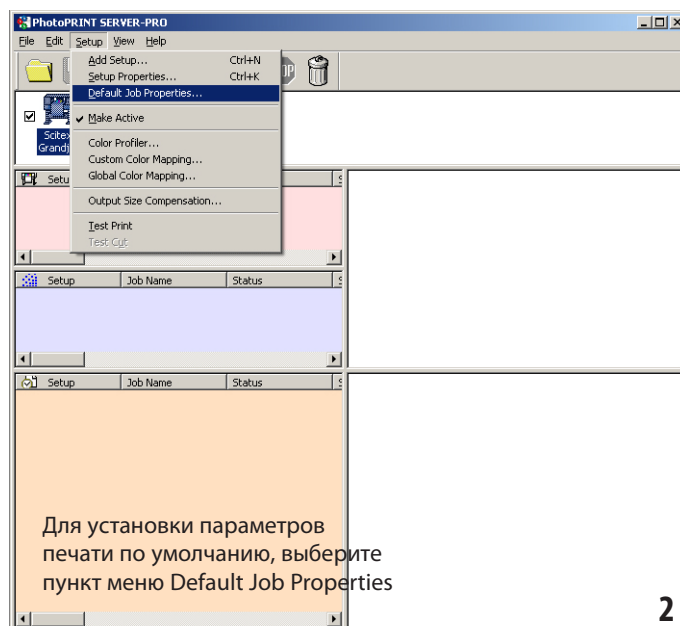 PhotoPRINT SERVER-PRO
File Edit Setup View Help
Add Setup... Ctrl+N
Setup Properties... Ctrl+K
Default Job Properties...
Make Active
Color Profiler...
Custom Color Mapping...
Global Color Mapping...
Output Size Compensation...
Test Print
Test Cut
Setup Job Name Status
Setup Job Name Status
Для установки параметров
печати по умолчанию, выберите
пункт меню Default Job Properties
2